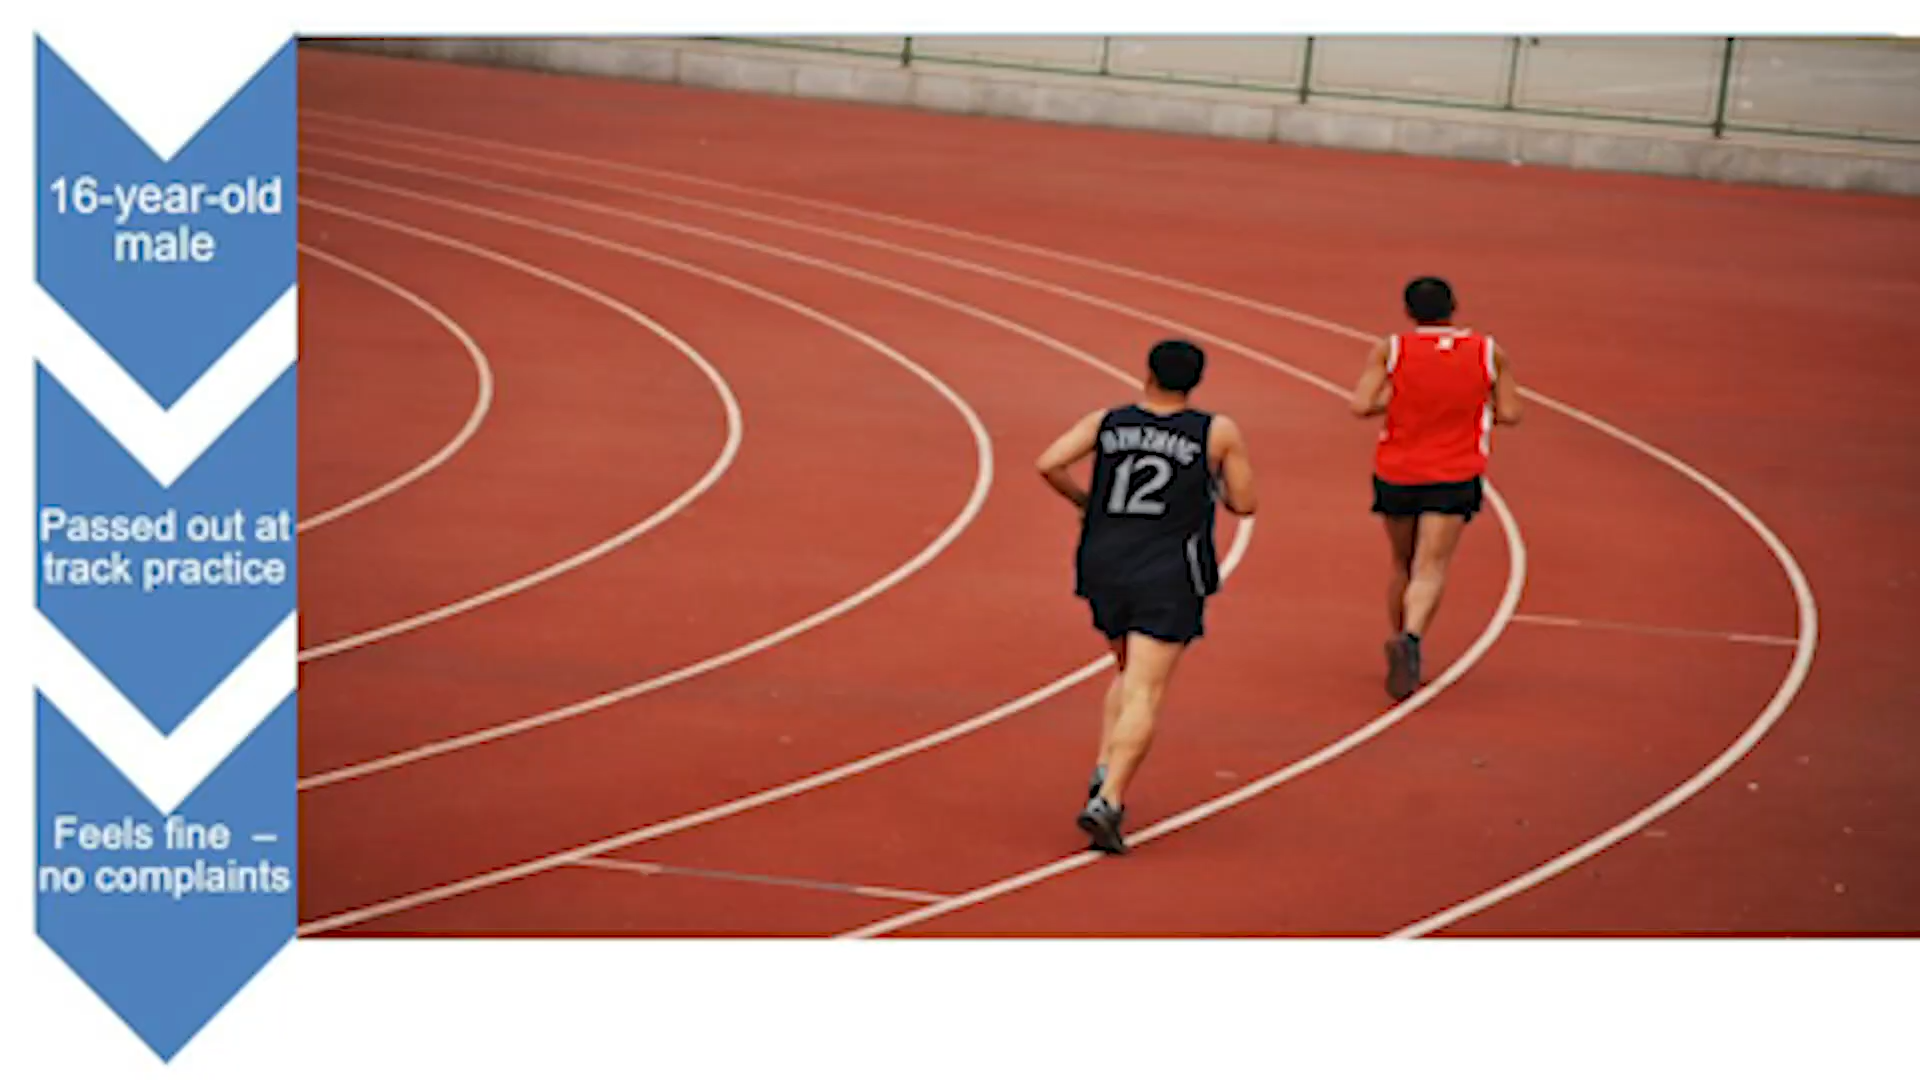 16-year-old
male
Passed out at
track practice
Feels fine –
no complaints
12